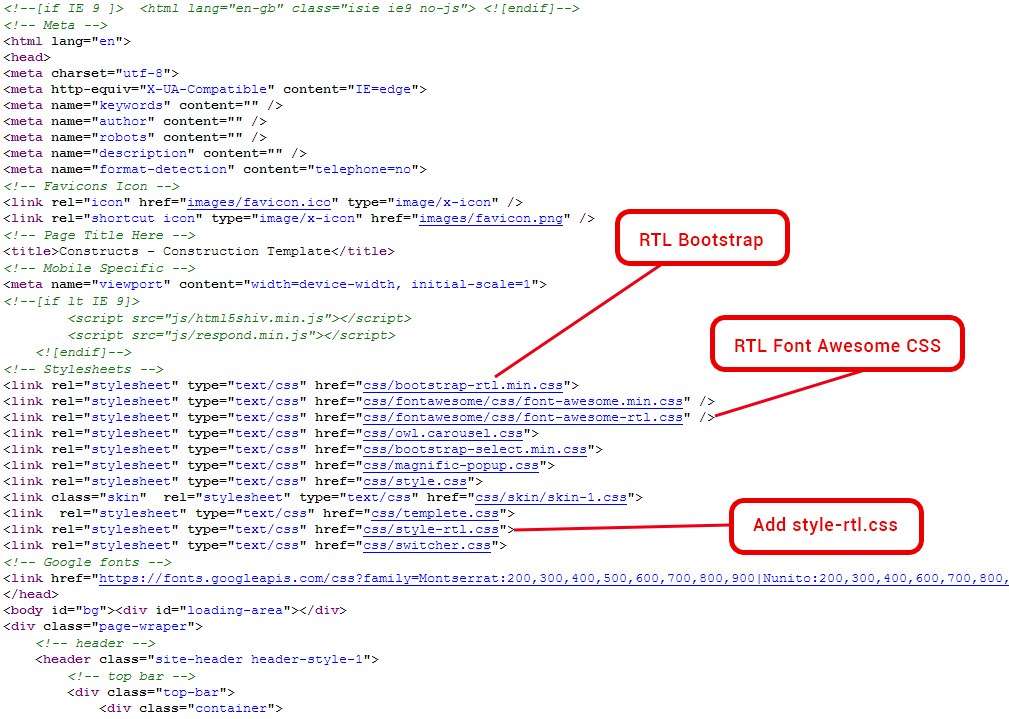 <!--[if IE 9 ]>  <html lang="en-gb" class="isie ie9 no-js"> <![endif]-->
<!-- Meta -->
<html lang="en">
<head>
<meta charset="utf-8">
<meta http-equiv="X-UA-Compatible" content="IE=edge">
<meta name="keywords" content="" />
<meta name="author" content="" />
<meta name="robots" content="" />
<meta name="description" content="" />
<meta name="format-detection" content="telephone=no">
<!-- Favicons Icon -->
<link rel="icon" href="images/favicon.ico" type="image/x-icon" />
<link rel="shortcut icon" type="image/x-icon" href="images/favicon.png" />
<!-- Page Title Here -->
RTL Bootstrap
<title>Constructs - Construction Template</title>
<!-- Mobile Specific -->
<meta name="viewport" content="width=device-width, initial-scale=1">
<!--[if lt IE 9]>
        <script src="js/html5shiv.min.js"></script>
        <script src="js/respond.min.js"></script>
RTL Font Awesome CSS
    <![endif]-->
<!-- Stylesheets -->
<link rel="stylesheet" type="text/css" href="css/bootstrap-rtl.min.css">
<link rel="stylesheet" type="text/css" href="css/fontawesome/css/font-awesome.min.css" />
<link rel="stylesheet" type="text/css" href="css/fontawesome/css/font-awesome-rtl.css" />
<link rel="stylesheet" type="text/css" href="css/owl.carousel.css">
<link rel="stylesheet" type="text/css" href="css/bootstrap-select.min.css">
<link rel="stylesheet" type="text/css" href="css/magnific-popup.css">
<link rel="stylesheet" type="text/css" href="css/style.css">
<link class="skin"  rel="stylesheet" type="text/css" href="css/skin/skin-1.css">
<link  rel="stylesheet" type="text/css" href="css/templete.css">
Add style-rtl.css
<link rel="stylesheet" type="text/css" href="css/style-rtl.css">
<link rel="stylesheet" type="text/css" href="css/switcher.css">
<!-- Google fonts -->
<link href="https://fonts.googleapis.com/css?family=Montserrat:200,300,400,500,600,700,800,900|Nunito:200,300,400,600,700,800,
</head>
<body id="bg"><div id="loading-area"></div>
<div class="page-wraper">
    <!-- header -->
    <header class="site-header header-style-1">
        <!-- top bar -->
        <div class="top-bar">
            <div class="container">